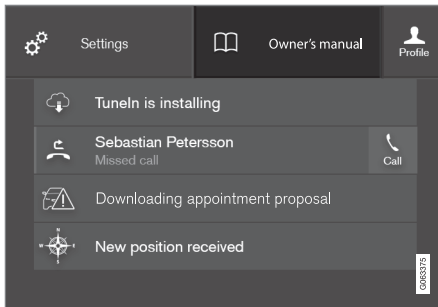 Settings
Owner's manual
Profile
TuneIn is installing
Sebastian Petersson
Missed call
Call
Downloading appointment proposal
N
W E
S
New position received
G063375